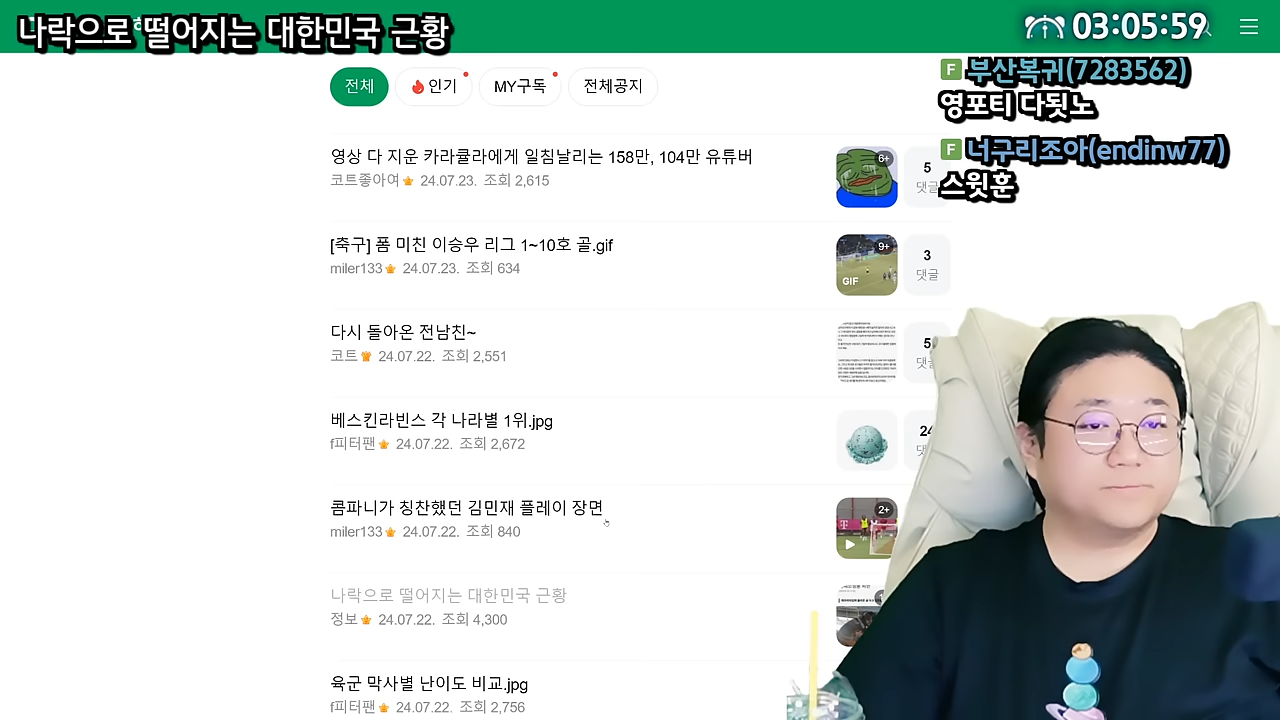 나락으로 떨어지는 대한민국 근황
03:05:59
전체
인기
MY구독
전체공지
F 부산복귀(7283562)
영포티 다됏노
F 너구리조아(endinw77)
스윗훈
영상 다 지운 카라큘라에게 일침날리는 158만, 104만 유튜버
코트좋아여 24.07.23. 조회 2,615
6+
5
댓글
[축구] 폼 미친 이승우 리그 1~10호 골.gif
miler133 24.07.23. 조회 634
9+
GIF
3
댓글
다시 돌아온 전남친~
코트 24.07.22. 조회 2,551
5
댓글
베스킨라빈스 각 나라별 1위.jpg
f피터팬 24.07.22. 조회 2,672
24
콤파니가 칭찬했던 김민재 플레이 장면
miler133 24.07.22. 조회 840
2+
T
나락으로 떨어지는 대한민국 근황
정보 24.07.22. 조회 4,300
육군 막사별 난이도 비교.jpg
f피터팬 24.07.22. 조회 2,756